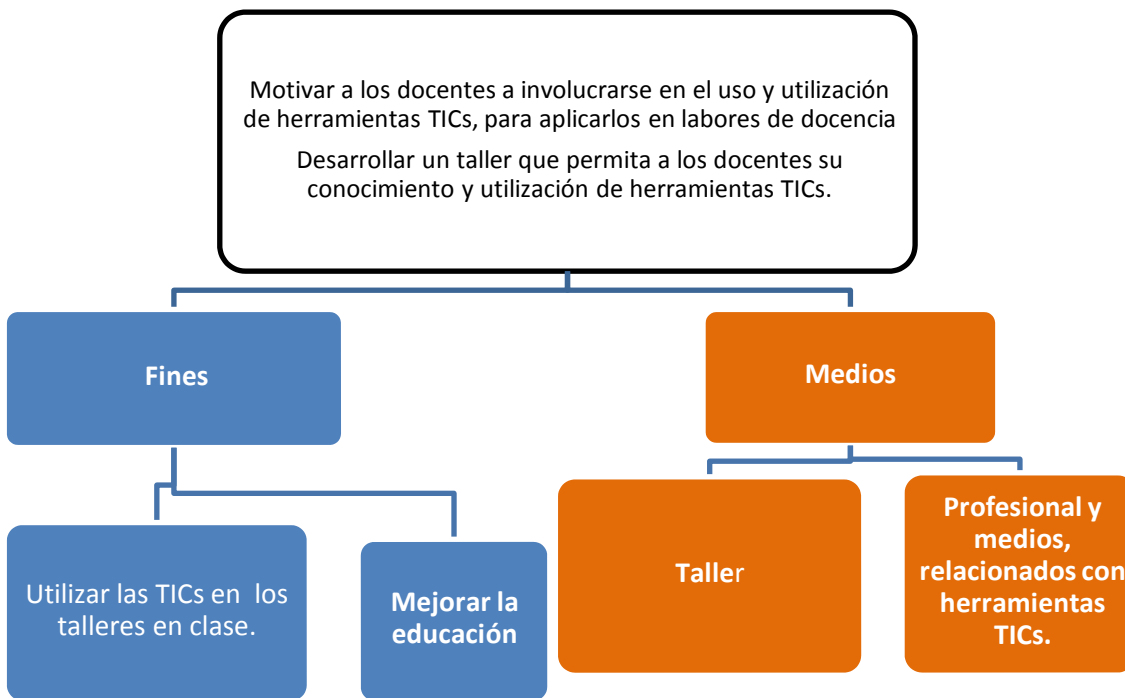 Motivar a los docentes a involucrarse en el uso y utilización
de herramientas TICs, para aplicarlos en labores de docencia
Desarrollar un taller que permita a los docentes su
conocimiento y utilización de herramientas TICS.
Fines
Medios
Utilizar las TICs en los
talleres en clase.
Mejorar la
educación
Taller
Profesional y
medios,
relacionados con
herramientas
TICs.